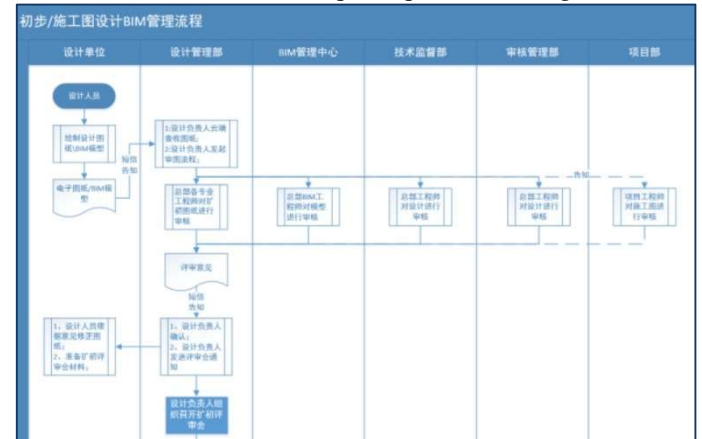 初步/施工图设计BIM管理流程
设计单位
设计管理部
BIM管理中心
技术监督部
审核管理部
项目部
设计人员
绘制设计图
纸\BIM模型
短信
告知
1:设计负责人云端
查收图纸;
2:设计负责人发起
审图流程;
告知
电子图纸/BIM模
型
总部各专业
工程师对扩
初图纸进行
审核
总部BIM工
程师对模型
进行审核
总部工程师
对设计进行
审核
总部工程师
对设计进行
审核
项目工程师
对施工图进
行审核
评审意见
短信
告知
1、设计人员依
据意见修正图
纸;
2、准备扩初评
审会材料;
1、设计负责人
确认;
2、设计负责人
发送评审会通
知
设计负责人组
织召开扩初评
审会